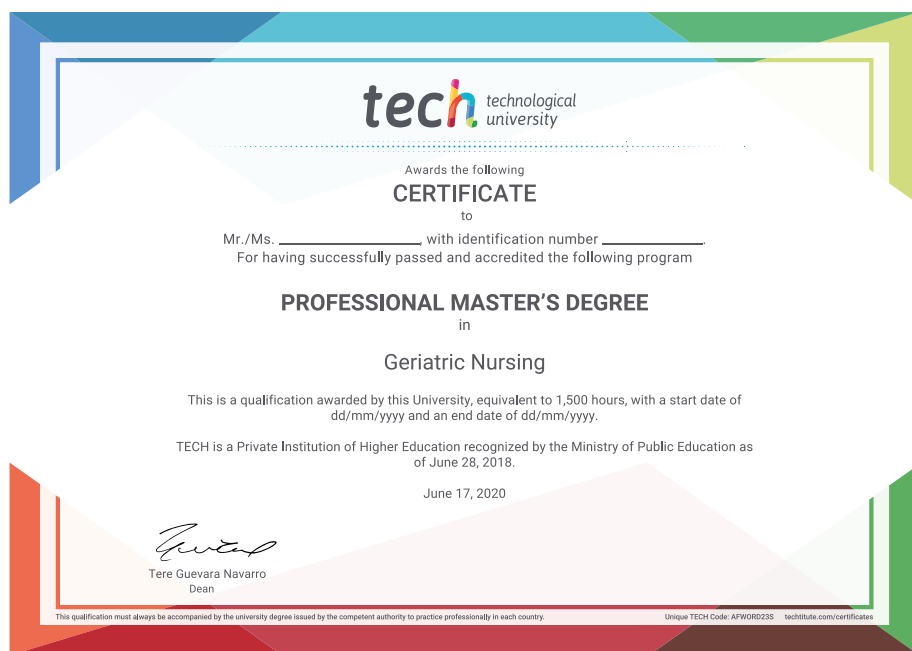 tech technological
university
Awards the following
CERTIFICATE
to
Mr./Ms. ____________________, with identification number ______________.
For having successfully passed and accredited the following program
PROFESSIONAL MASTER'S DEGREE
in
Geriatric Nursing
This is a qualification awarded by this University, equivalent to 1,500 hours, with a start date of
dd/mm/yyyy and an end date of dd/mm/yyyy.
TECH is a Private Institution of Higher Education recognized by the Ministry of Public Education as
of June 28, 2018.
June 17, 2020
Tere Guevara Navarro
Dean
This qualification must always be accompanied by the university degree issued by the competent authority to practice professionally in each country.
Unique TECH Code: AFWORD23S techtitute.com/certificates